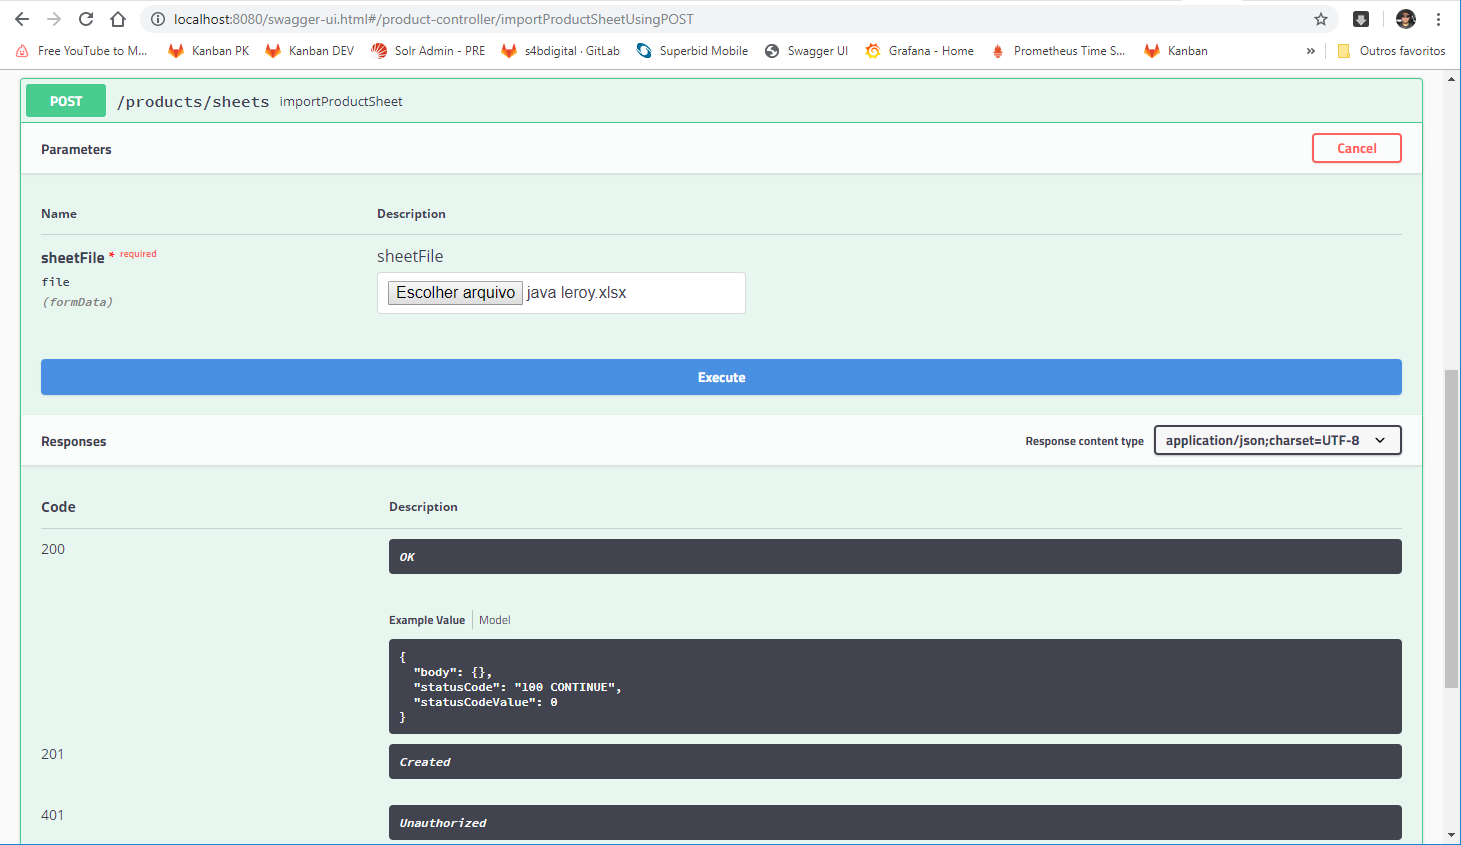 localhost:8080/swagger-ui.html#/product-controller/importProductSheetUsingPOST
Free YouTube to M... Kanban PK Kanban DEV Solr Admin - PRE s4bdigital · GitLab Superbid Mobile Swagger UI Grafana - Home Prometheus Time S... Kanban » Outros favoritos
POST /products/sheets importProductSheet
Parameters Cancel
Name Description
sheetFile * required sheetFile
file
(formData)
Escolher arquivo java leroy.xlsx
Execute
Responses Response content type application/json;charset=UTF-8
Code Description
200 OK
Example Value Model
{
"body": {},
"statusCode": "100 CONTINUE",
"statusCodeValue": 0
}
201 Created
401 Unauthorized